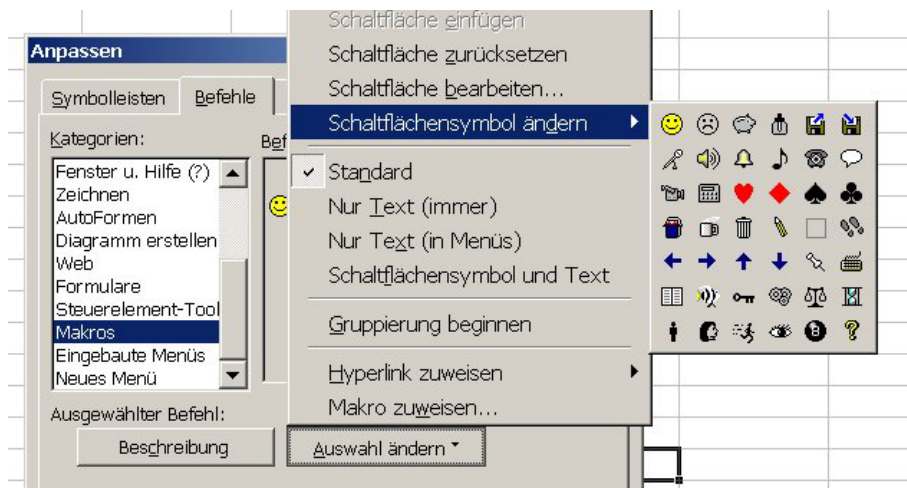 Anpassen
Symbolleisten
Befehle
Kategorien:
Bef
Fenster u. Hilfe (?)
Zeichnen
AutoFormen
Diagramm erstellen
Web
Formulare
Steuerelement-Tool
Makros
Eingebaute Menüs
Neues Menü
Ausgewählter Befehl:
Beschreibung
Auswahl ändern
Schaltfläche einfügen
Schaltfläche zurücksetzen
Schaltfläche bearbeiten...
Schaltflächensymbol ändern
Standard
Nur Text (immer)
Nur Text (in Menüs)
Schaltflächensymbol und Text
Gruppierung beginnen
Hyperlink zuweisen
Makro zuweisen...